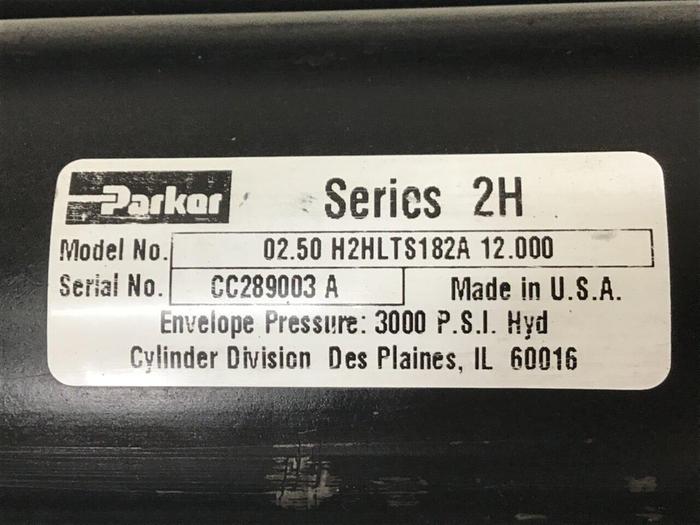 Parker Series 2H
Model No. 02.50 H2HLTS182A 12.000
Serial No. CC289003 A Made in U.S.A.
Envelope Pressure: 3000 P.S.I. Hyd
Cylinder Division Des Plaines, IL 60016